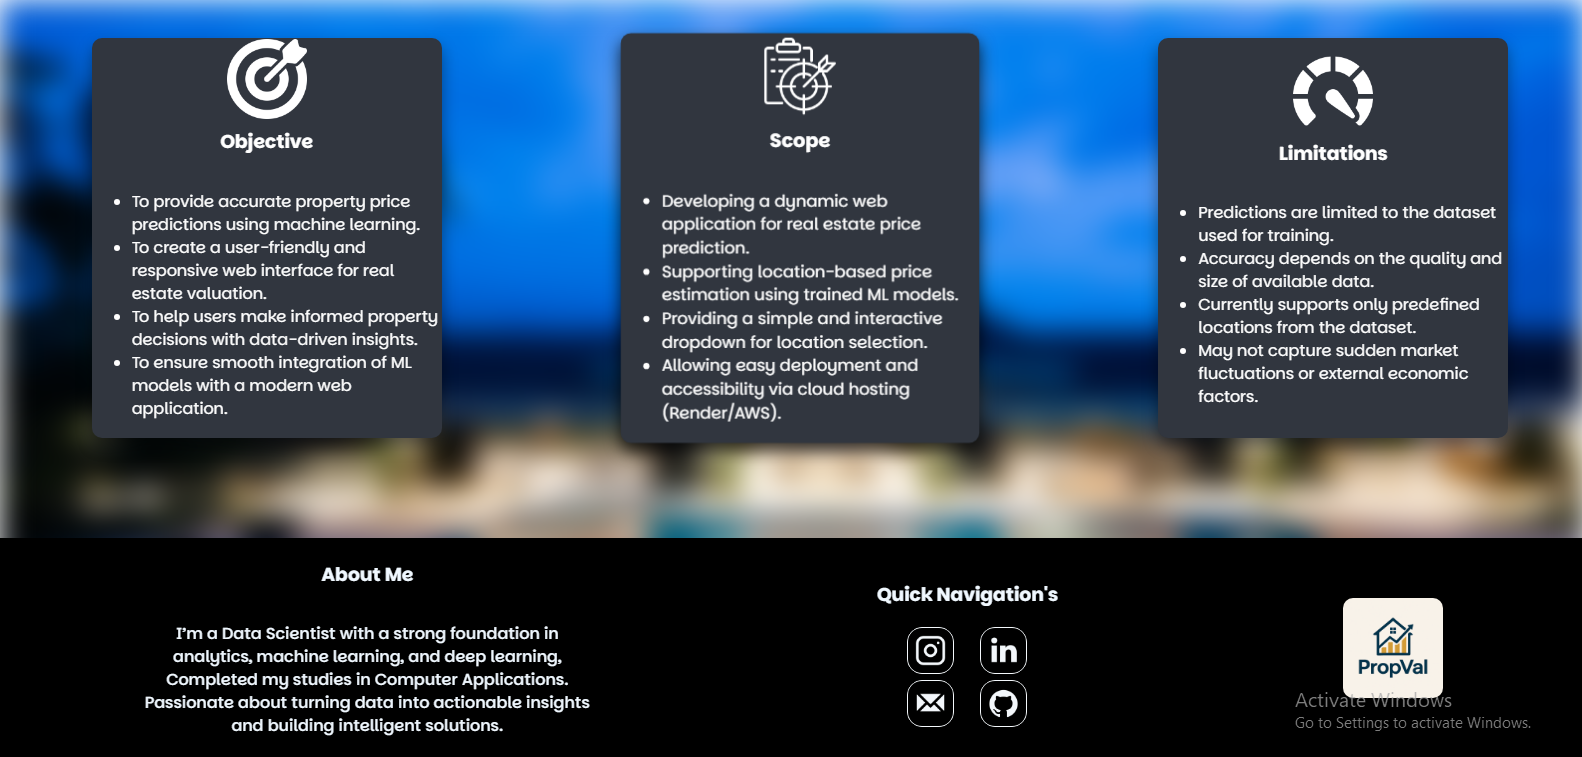 Objective
• To provide accurate property price
predictions using machine learning.
• To create a user-friendly and
responsive web interface for real
estate valuation.
• To help users make informed property
decisions with data-driven insights.
• To ensure smooth integration of ML
models with a modern web
application.
Scope
• Developing a dynamic web
application for real estate price
prediction.
• Supporting location-based price
estimation using trained ML models.
• Providing a simple and interactive
dropdown for location selection.
• Allowing easy deployment and
accessibility via cloud hosting
(Render/AWS).
Limitations
• Predictions are limited to the dataset
used for training.
• Accuracy depends on the quality and
size of available data.
• Currently supports only predefined
locations from the dataset.
• May not capture sudden market
fluctuations or external economic
factors.
About Me
I’m a Data Scientist with a strong foundation in
analytics, machine learning, and deep learning,
Completed my studies in Computer Applications.
Passionate about turning data into actionable insights
and building intelligent solutions.
Quick Navigation's
in
PropVal
Activate Windows
Go to Settings to activate Windows.